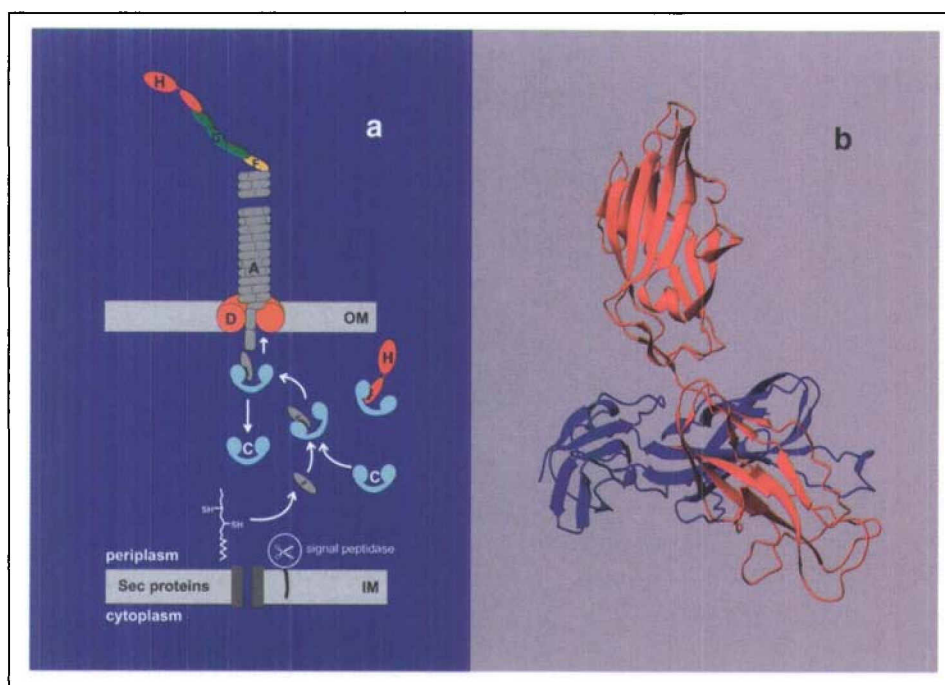 a
b
H
G
F
A
D
OM
H
C
C
SH
SH
signal peptidase
periplasm
Sec proteins
IM
cytoplasm